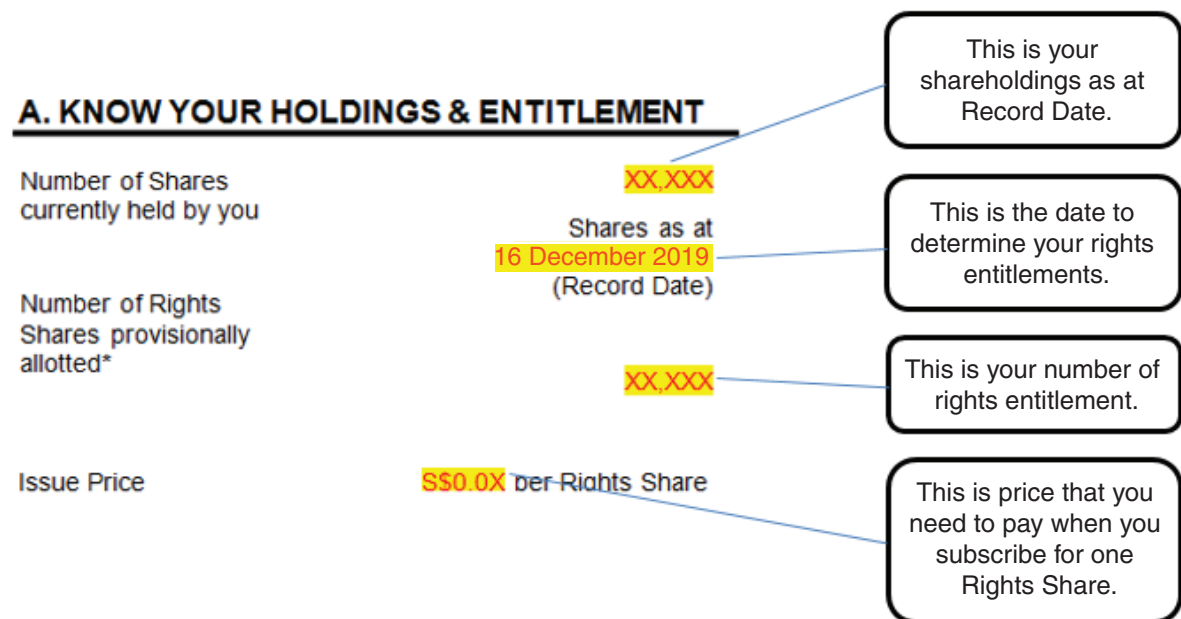 This is your
shareholdings as at
Record Date.
A. KNOW YOUR HOLDINGS & ENTITLEMENT
Number of Shares
currently held by you
XX,XXX
Shares as at
16 December 2019
(Record Date)
This is the date to
determine your rights
entitlements.
Number of Rights
Shares provisionally
allotted*
XX,XXX
This is your number of
rights entitlement.
Issue Price
S$0.0X per Rights Share
This is price that you
need to pay when you
subscribe for one
Rights Share.